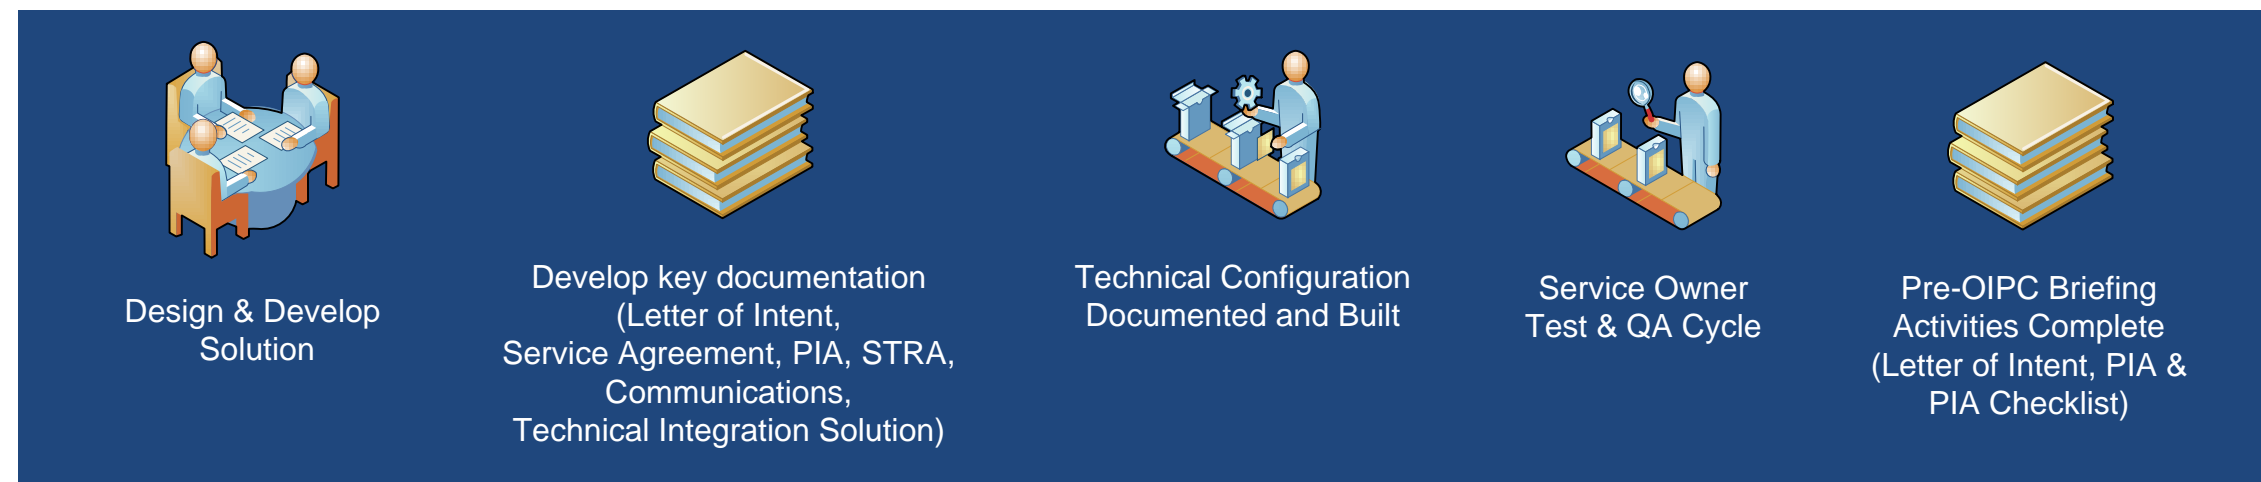 Design & Develop
Solution
Develop key documentation
(Letter of Intent,
Service Agreement, PIA, STRA,
Communications,
Technical Integration Solution)
Technical Configuration
Documented and Built
Service Owner
Test & QA Cycle
Pre-OIPC Briefing
Activities Complete
(Letter of Intent, PIA &
PIA Checklist)